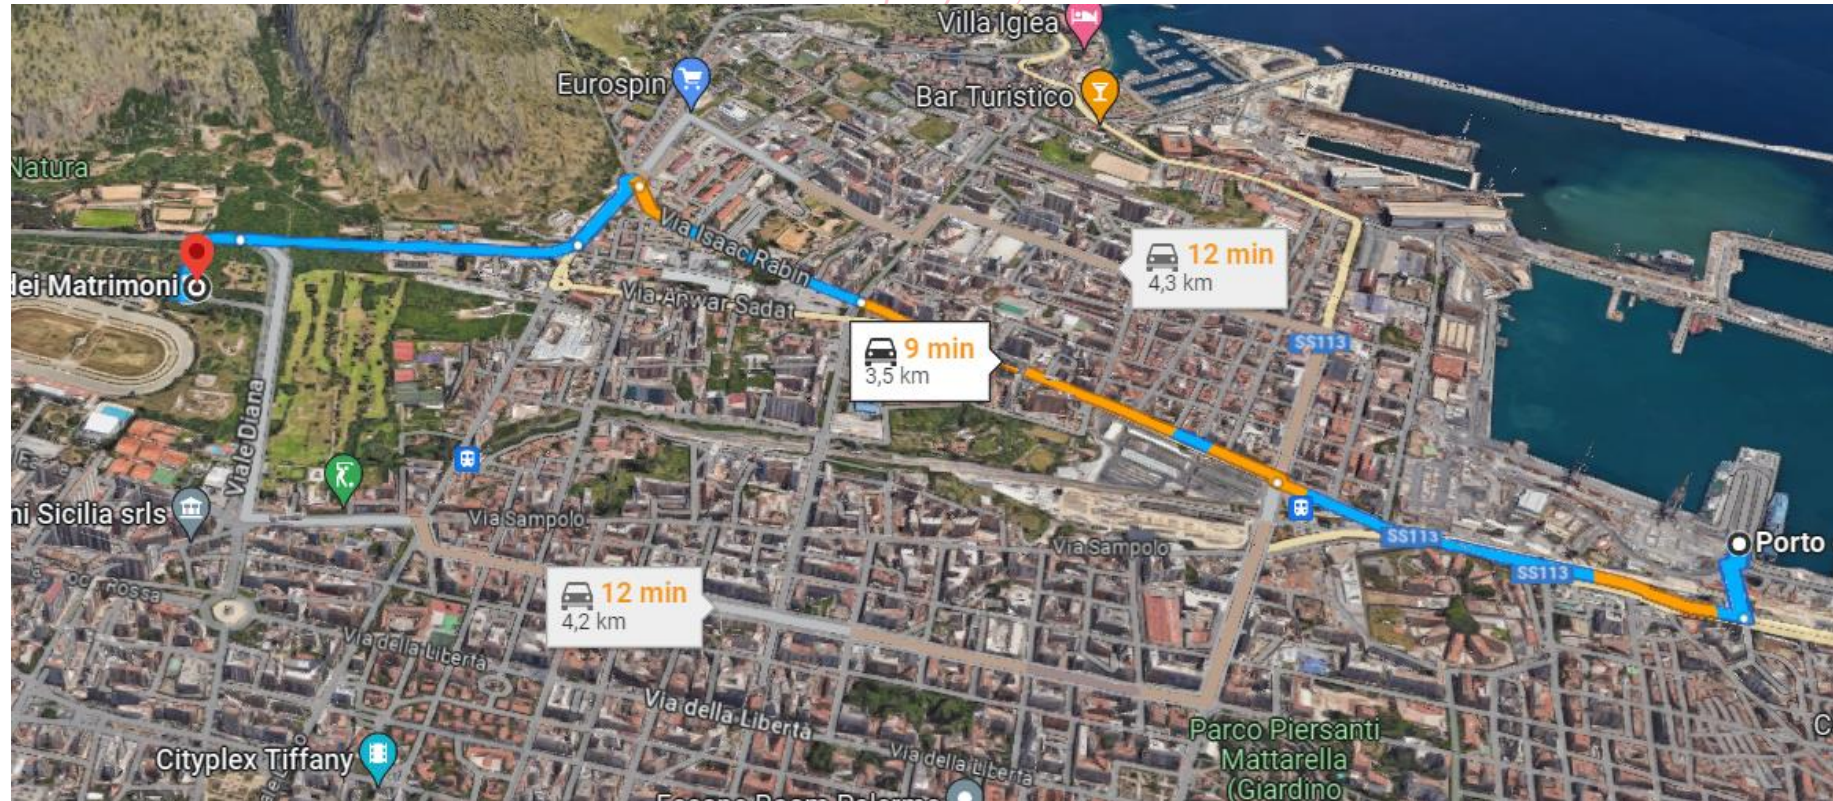 Villa Igiea
Eurospin
Bar Turistico
Natura
Via Isaac Rabin
12 min
4,3 km
dei Matrimoni
Via Anwar Sadat
SS113
9 min
3,5 km
Viale Diana
ni Sicilia srls
Via Sampolo
Via Sampolo
SS113
Porto
SS113
12 min
4,2 km
Rossa
Via della Libertà
Via della Libertà
Parco Piersanti
Mattarella
(Giardino
Via della Libertà
Cityplex Tiffany
C